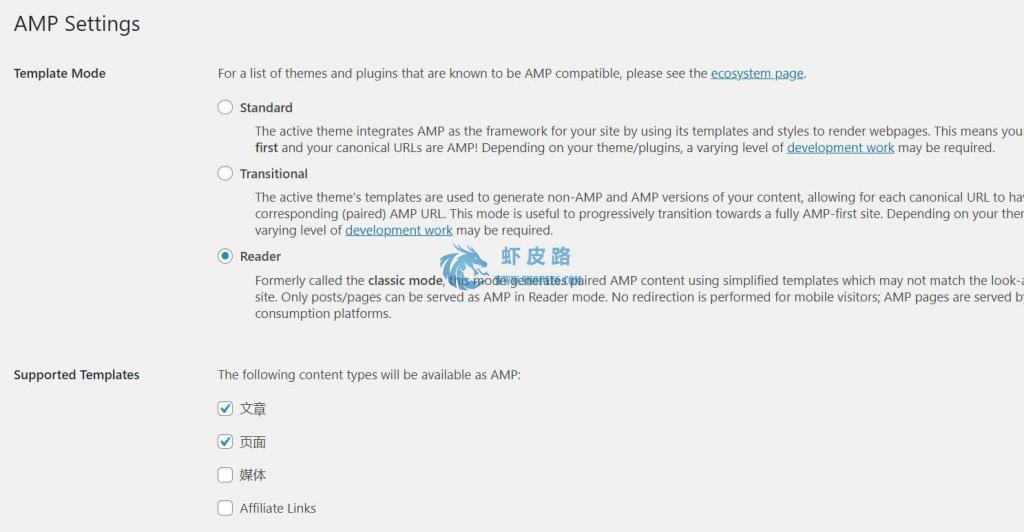 AMP Settings
Template Mode
For a list of themes and plugins that are known to be AMP compatible, please see the ecosystem page.
Standard
The active theme integrates AMP as the framework for your site by using its templates and styles to render webpages. This means you
first and your canonical URLs are AMP! Depending on your theme/plugins, a varying level of development work may be required.
Transitional
The active theme's templates are used to generate non-AMP and AMP versions of your content, allowing for each canonical URL to ha
corresponding (paired) AMP URL. This mode is useful to progressively transition towards a fully AMP-first site. Depending on your ther
varying level of development work may be required.
Reader
虾皮路
Formerly called the classic mode, this mode generates paired AMP content using simplified templates which may not match the look-a
site. Only posts/pages can be served as AMP in Reader mode. No redirection is performed for mobile visitors; AMP pages are served by
consumption platforms.
Supported Templates
The following content types will be available as AMP:
文章
页面
媒体
Affiliate Links